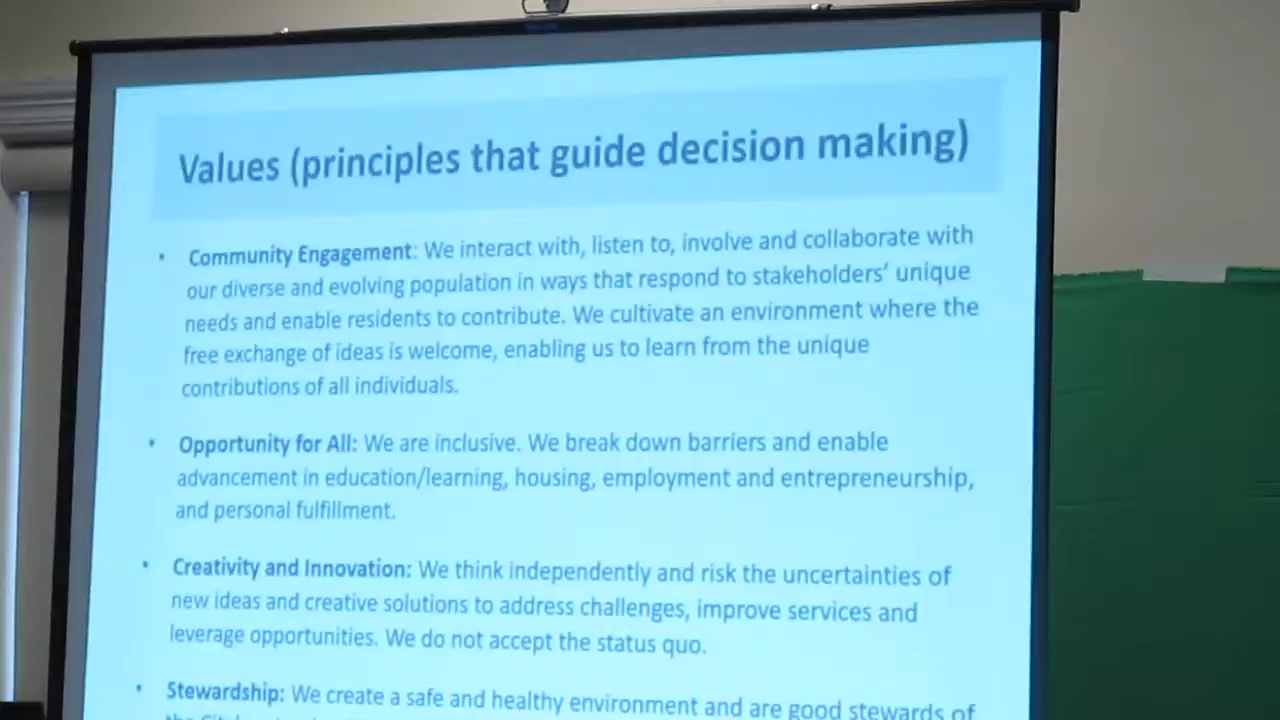 Values (principles that guide decision making)
• Community Engagement: We interact with, listen to, involve and collaborate with
our diverse and evolving population in ways that respond to stakeholders' unique
needs and enable residents to contribute. We cultivate an environment where the
free exchange of ideas is welcome, enabling us to learn from the unique
contributions of all individuals.
• Opportunity for All: We are inclusive. We break down barriers and enable
advancement in education/learning, housing, employment and entrepreneurship,
and personal fulfillment.
• Creativity and Innovation: We think independently and risk the uncertainties of
new ideas and creative solutions to address challenges, improve services and
leverage opportunities. We do not accept the status quo.
• Stewardship: We create a safe and healthy environment and are good stewards of